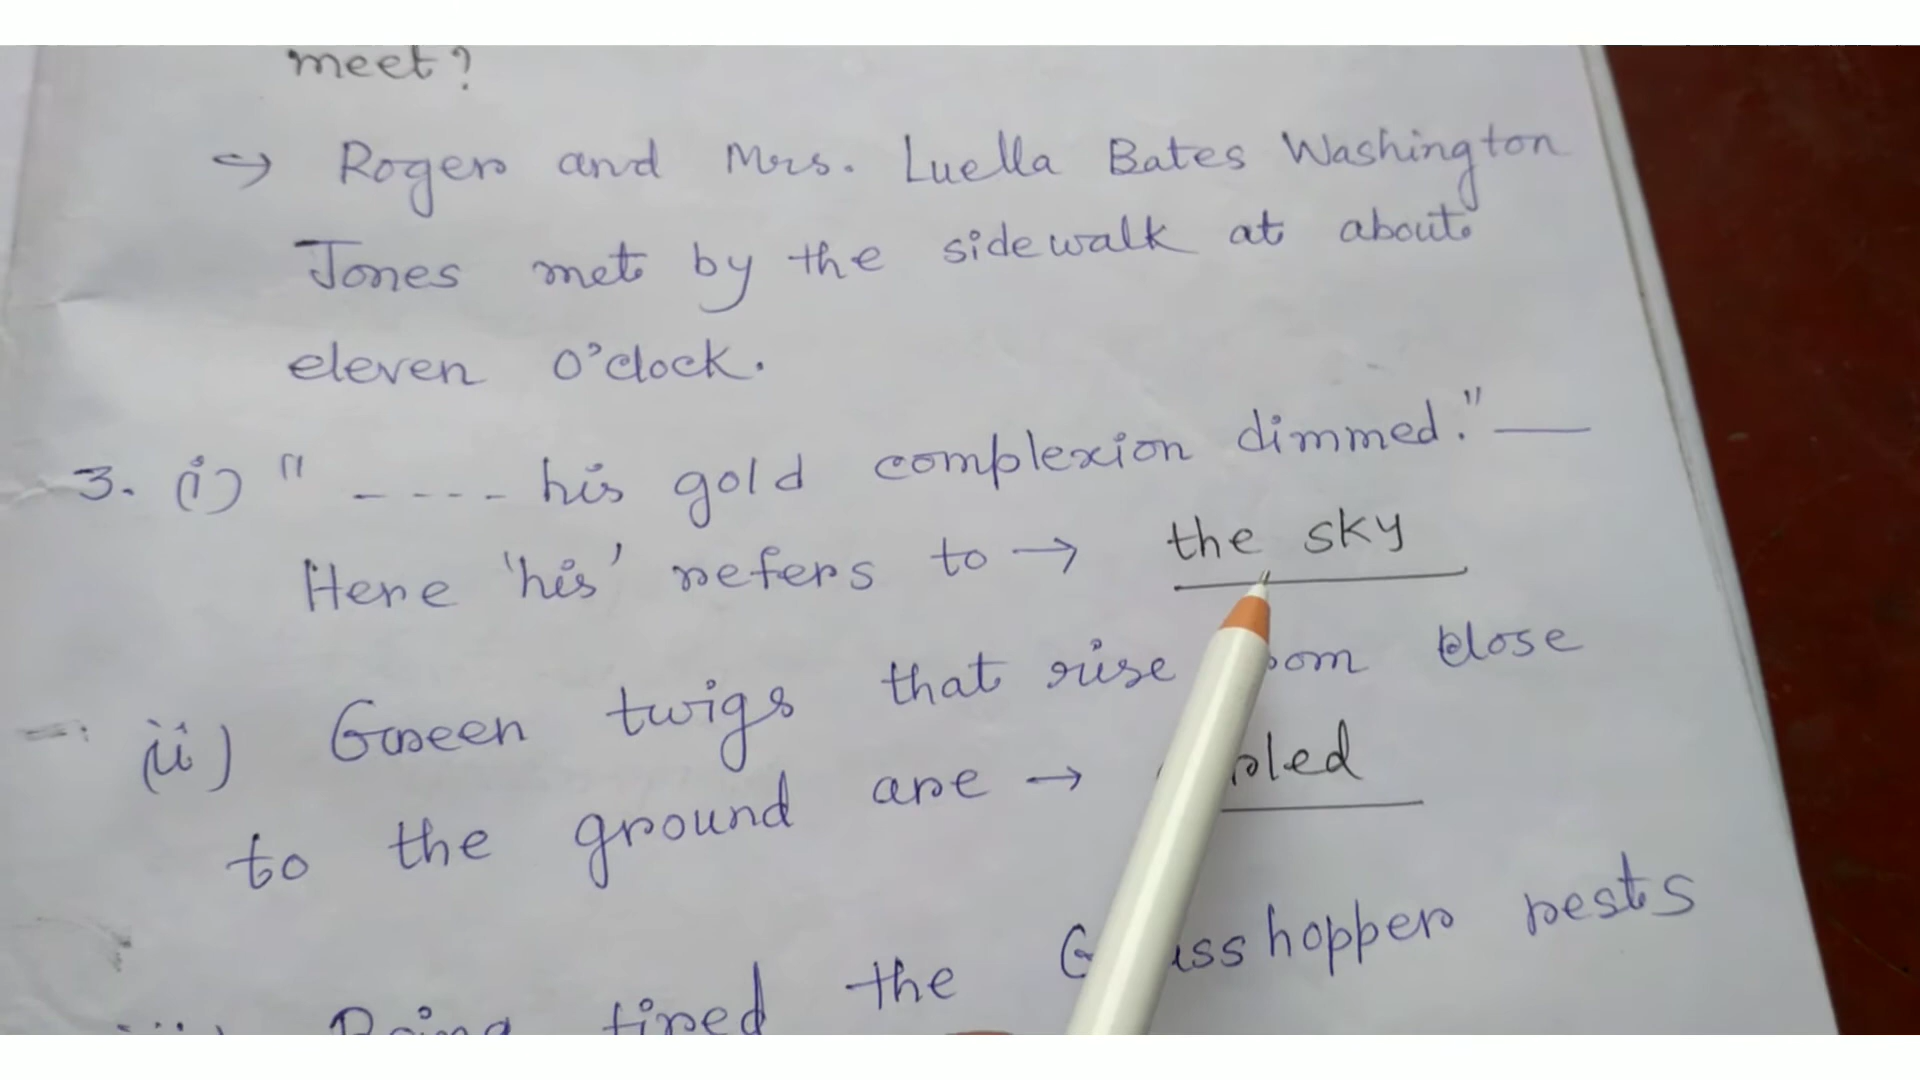 meet?
→ Roger and Mrs. Luella Bates Washington
Jones met by the sidewalk at about
eleven o'clock.
3. (i) " ---- his gold complexion dimmed." —
Here 'his' refers to → the sky
(ii) Green twigs that rise close
to the ground are →
tired the hopper rests